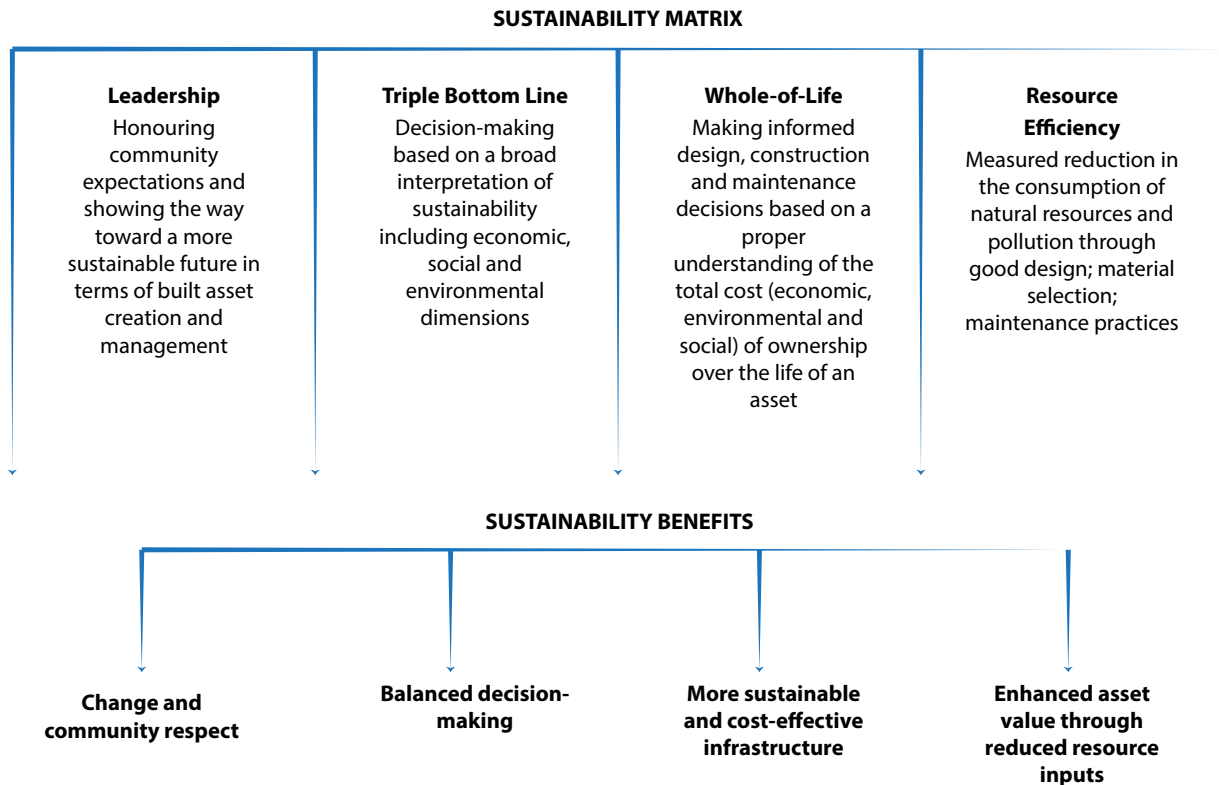 SUSTAINABILITY MATRIX
Leadership
Honouring
community
expectations and
showing the way
toward a more
sustainable future in
terms of built asset
creation and
management
Triple Bottom Line
Decision-making
based on a broad
interpretation of
sustainability
including economic,
social and
environmental
dimensions
Whole-of-Life
Making informed
design, construction
and maintenance
decisions based on a
proper
understanding of the
total cost (economic,
environmental and
social) of ownership
over the life of an
asset
Resource
Efficiency
Measured reduction in
the consumption of
natural resources and
pollution through
good design; material
selection;
maintenance practices
SUSTAINABILITY BENEFITS
Change and
community respect
Balanced decision-
making
More sustainable
and cost-effective
infrastructure
Enhanced asset
value through
reduced resource
inputs